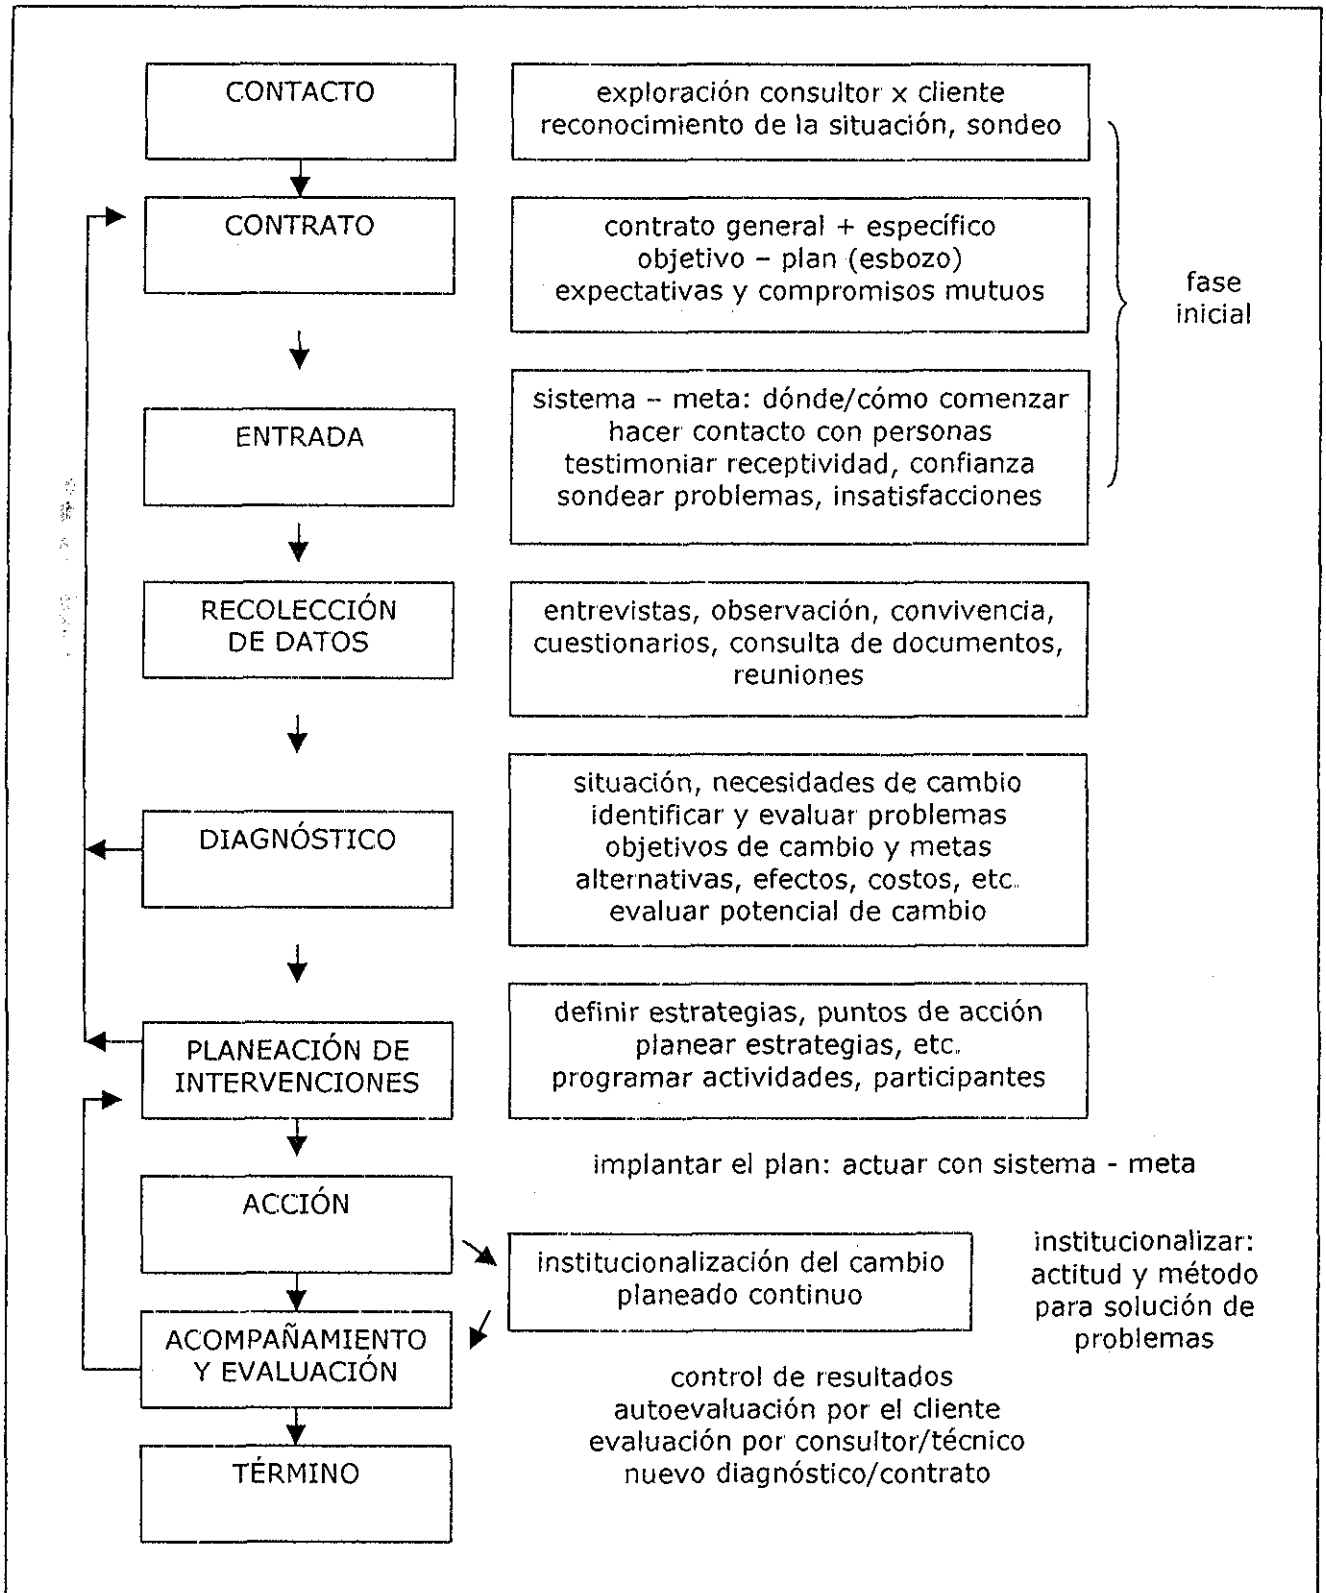 CONTACTO
exploración consultor x cliente
reconocimiento de la situación, sondeo
CONTRATO
contrato general + específico
objetivo – plan (esbozo)
expectativas y compromisos mutuos
fase
inicial
ENTRADA
sistema – meta: dónde/cómo comenzar
hacer contacto con personas
testimoniar receptividad, confianza
sondear problemas, insatisfacciones
RECOLECCIÓN
DE DATOS
entrevistas, observación, convivencia,
cuestionarios, consulta de documentos,
reuniones
DIAGNÓSTICO
situación, necesidades de cambio
identificar y evaluar problemas
objetivos de cambio y metas
alternativas, efectos, costos, etc.
evaluar potencial de cambio
PLANEACIÓN DE
INTERVENCIONES
definir estrategias, puntos de acción
planear estrategias, etc.
programar actividades, participantes
ACCIÓN
implantar el plan: actuar con sistema - meta
institucionalización del cambio
planeado continuo
institucionalizar:
actitud y método
para solución de
problemas
ACOMPAÑAMIENTO
Y EVALUACIÓN
control de resultados
autoevaluación por el cliente
evaluación por consultor/técnico
nuevo diagnóstico/contrato
TÉRMINO